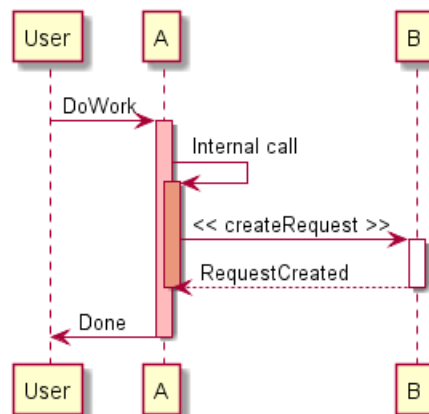 User A B
DoWork
Internal call
<< createRequest >>
RequestCreated
Done
User A B